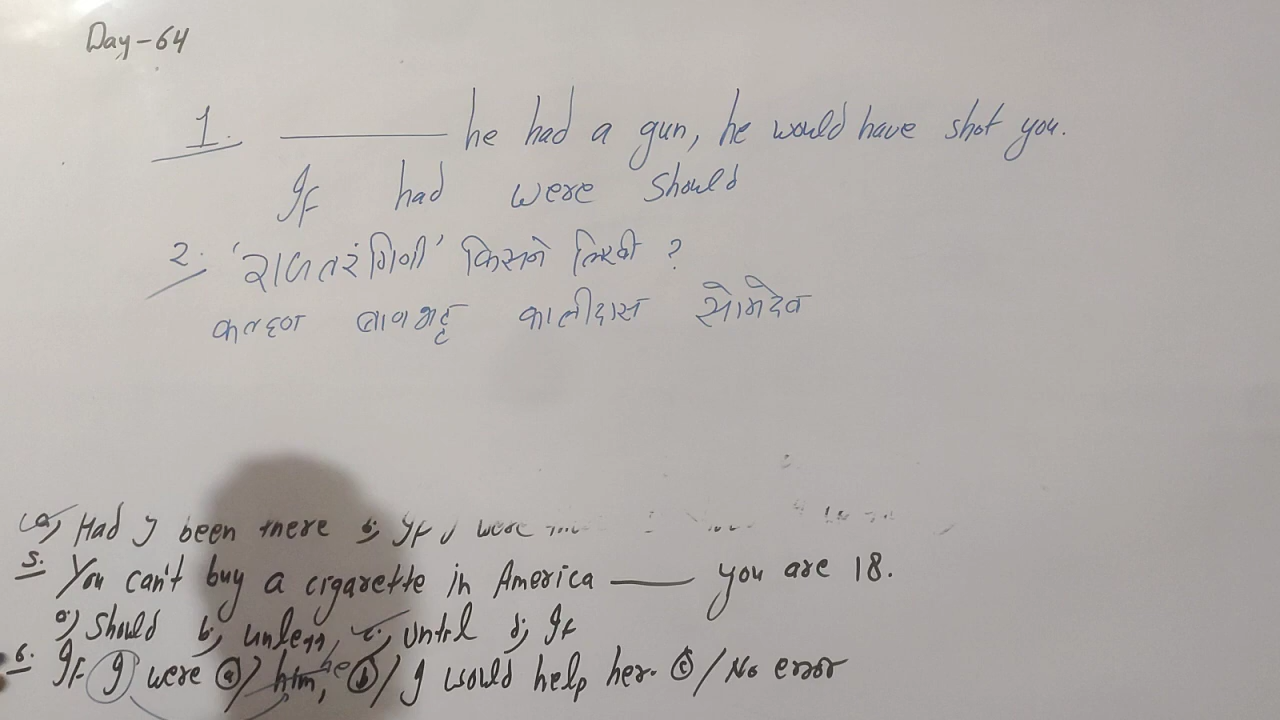 Day-64
1. ______ he had a gun, he would have shot you.
If had were should
2. 'राजतरंगिणी' किसने लिखी ?
कल्हण बाणभट्ट कालीदास सोमदेव
a) Had I been there b) If I were
5. You can't buy a cigarette in America ______ you are 18.
a) Should b) unless, c) until d) If
6. If I were (a)/ him, he (b)/ I would help her. (c)/ No error